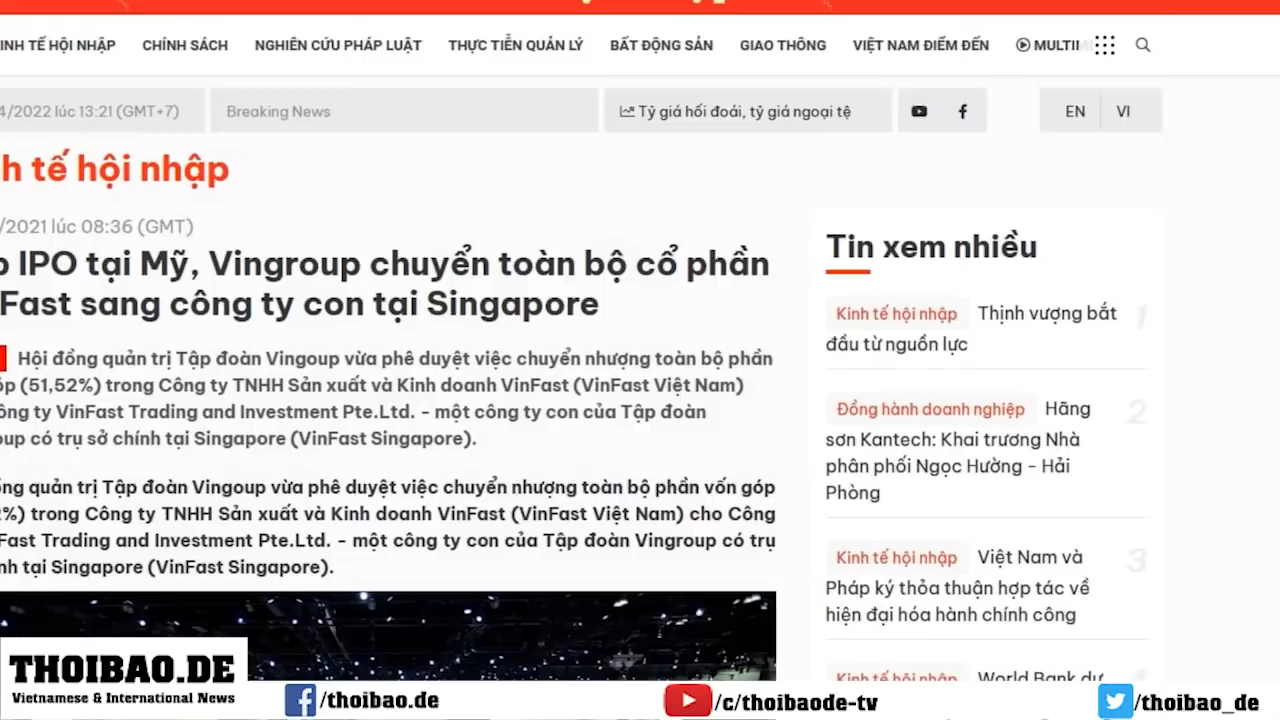 INH TẾ HỘI NHẬP CHÍNH SÁCH NGHIÊN CỨU PHÁP LUẬT THỰC TIỄN QUẢN LÝ BẤT ĐỘNG SẢN GIAO THÔNG VIỆT NAM ĐIỂM ĐẾN MULTI
4/2022 lúc 13:21 (GMT+7) Breaking News Tỷ giá hối đoái, tỷ giá ngoại tệ EN VI
h tế hội nhập
/2021 lúc 08:36 (GMT)
IPO tại Mỹ, Vingroup chuyển toàn bộ cổ phần
Fast sang công ty con tại Singapore
Hội đồng quản trị Tập đoàn Vingoup vừa phê duyệt việc chuyển nhượng toàn bộ phần
óp (51,52%) trong Công ty TNHH Sản xuất và Kinh doanh VinFast (VinFast Việt Nam)
ông ty VinFast Trading and Investment Pte.Ltd. - một công ty con của Tập đoàn
oup có trụ sở chính tại Singapore (VinFast Singapore).
ồng quản trị Tập đoàn Vingoup vừa phê duyệt việc chuyển nhượng toàn bộ phần vốn góp
2%) trong Công ty TNHH Sản xuất và Kinh doanh VinFast (VinFast Việt Nam) cho Công
Fast Trading and Investment Pte.Ltd. - một công ty con của Tập đoàn Vingroup có trụ
nh tại Singapore (VinFast Singapore).
Tin xem nhiều
Kinh tế hội nhập Thịnh vượng bắt 1
đầu từ nguồn lực
Đồng hành doanh nghiệp Hãng 2
sơn Kantech: Khai trương Nhà
phân phối Ngọc Hường - Hải
Phòng
Kinh tế hội nhập Việt Nam và 3
Pháp ký thỏa thuận hợp tác về
hiện đại hóa hành chính công
Kinh tế hội nhập World Bank dự
THOIBAO.DE
Vietnamese & International News
/thoibao.de
/c/thoibaode-tv
/thoibao_de